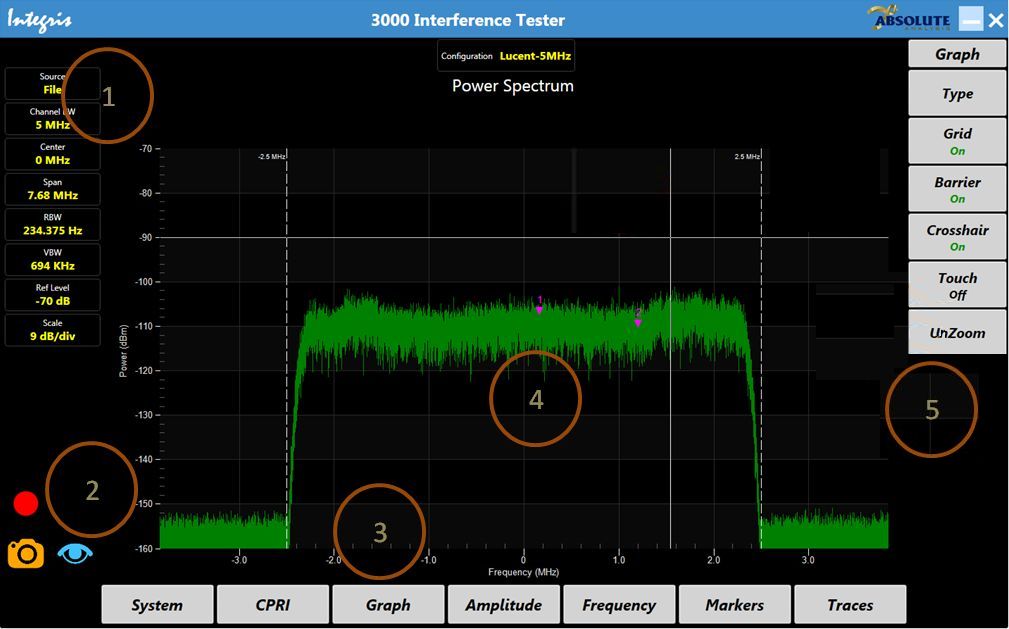 Integris
3000 Interference Tester
ABSOLUTE
ANALYSIS
Configuration Lucent-5MHz
Power Spectrum
Source
File
Channel BW
5 MHz
Center
0 MHz
Span
7.68 MHz
RBW
234.375 Hz
VBW
694 KHz
Ref Level
-70 dB
Scale
9 dB/div
1
2
3
4
5
Power (dBm)
-70
-80
-90
-100
-110
-120
-130
-140
-150
-160
-2.5 MHz
2.5 MHz
1
2
-3.0
-2.0
-1.0
0
1.0
2.0
3.0
Frequency (MHz)
Graph
Type
Grid
On
Barrier
On
Crosshair
On
Touch
Off
UnZoom
System
CPRI
Graph
Amplitude
Frequency
Markers
Traces